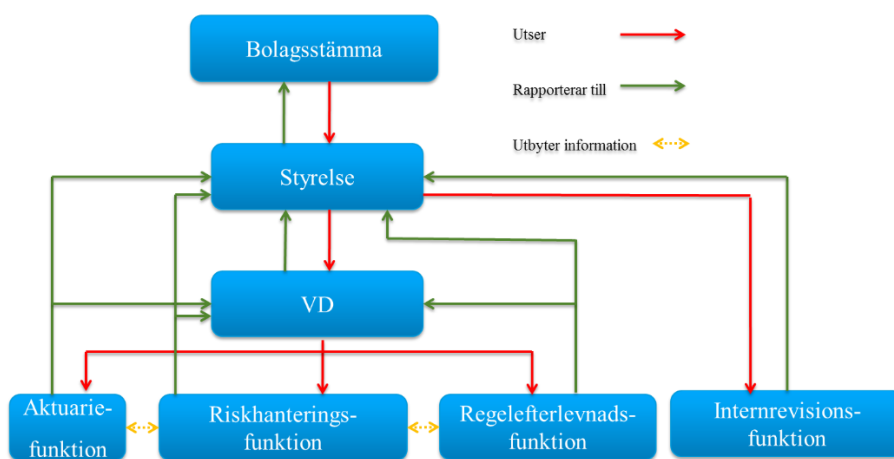 Bolagsstämma
Utser
Rapporterar till
Utbyter information
Styrelse
VD
Aktuarie-
funktion
Riskhanterings-
funktion
Regelefterlevnads-
funktion
Internrevisions-
funktion